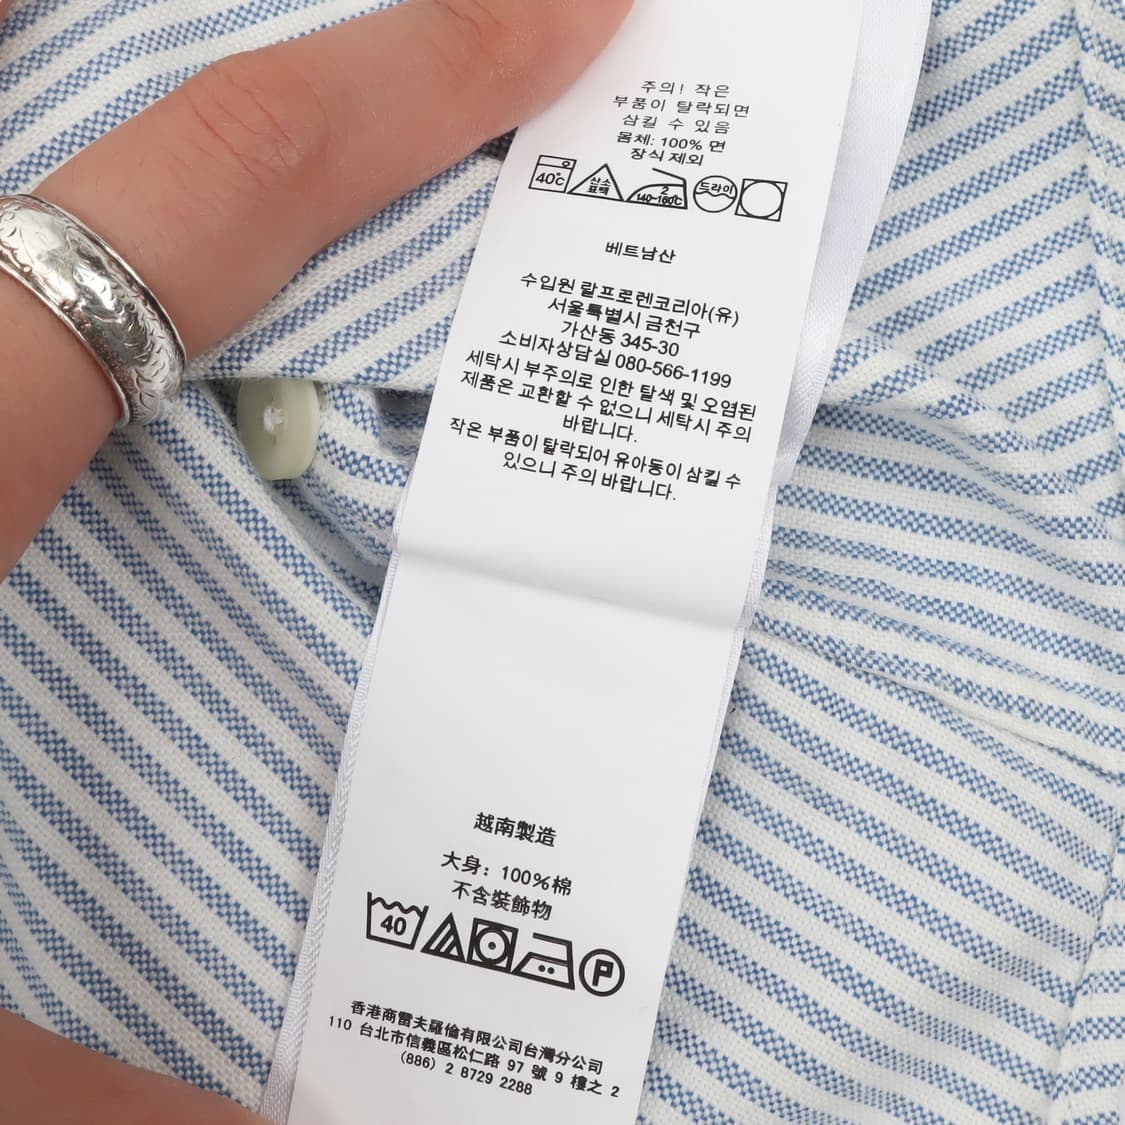 주의! 작은
부품이 탈락되면
삼킬 수 있음
몸체: 100% 면
장식 제외
40℃ 산소 표백 2 140~160℃ 드라이
베트남산
수입원 랄프로렌코리아(유)
서울특별시 금천구
가산동 345-30
소비자상담실 080-566-1199
세탁시 부주의로 인한 탈색 및 오염된
제품은 교환할 수 없으니 세탁시 주의
바랍니다.
작은 부품이 탈락되어 유아동이 삼킬 수
있으니 주의 바랍니다.
越南製造
大身: 100%棉
不含裝飾物
40 P
香港商雷夫羅倫有限公司台灣分公司
110 台北市信義區松仁路 97 號 9 樓之 2
(886) 2 8729 2288